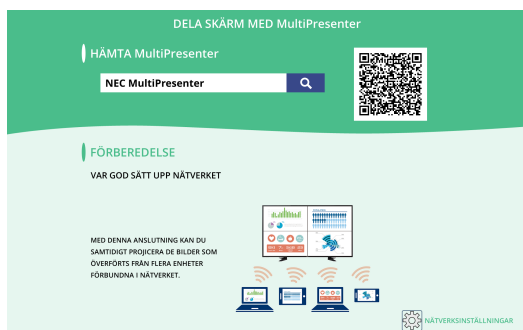 DELA SKÄRM MED MultiPresenter
HÄMTA MultiPresenter
NEC MultiPresenter
FÖRBEREDELSE
VAR GOD SÄTT UPP NÄTVERKET
MED DENNA ANSLUTNING KAN DU
SAMTIDIGT PROJICERA DE BILDER SOM
ÖVERFÖRTS FRÅN FLERA ENHETER
FÖRBUNDNA I NÄTVERKET.
NÄTVERKSINSTÄLLNINGAR